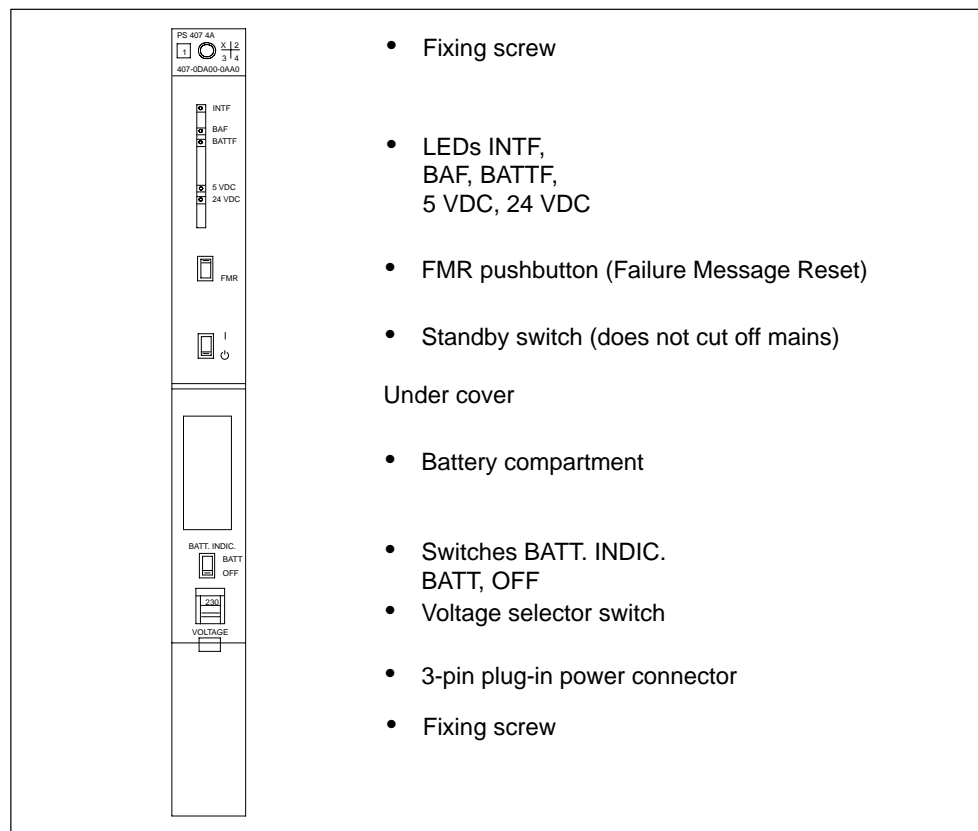 PS 407 4A
1
X 2
3 4
407-0DA00-0AA0
INTF
BAF
BATTF
5 VDC
24 VDC
FMR
I
BATT. INDIC.
BATT
OFF
230
VOLTAGE
• Fixing screw
• LEDs INTF,
BAF, BATTF,
5 VDC, 24 VDC
• FMR pushbutton (Failure Message Reset)
• Standby switch (does not cut off mains)
Under cover
• Battery compartment
• Switches BATT. INDIC.
BATT, OFF
• Voltage selector switch
• 3-pin plug-in power connector
• Fixing screw